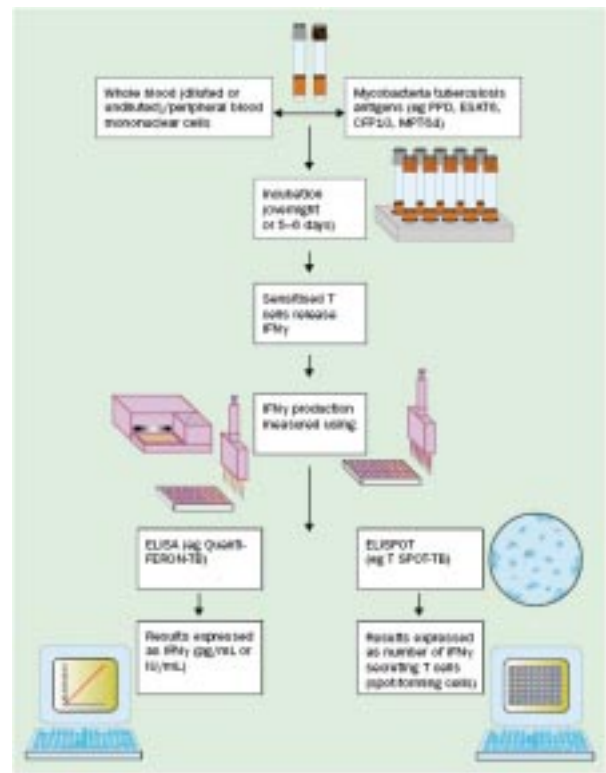 Whole blood (diluted or
undiluted)/peripheral blood
mononuclear cells
Mycobacteria tuberculosis
antigens (eg PPD, ESAT6,
CFP10, MPT64)
Incubation
(overnight
or 5–6 days)
Sensitised T
cells release
IFNγ
IFNγ production
measured using:
ELISA (eg Quanti-
FERON-TB)
ELISPOT
(eg T SPOT-TB)
Results expressed
as IFNγ (pg/mL or
IU/mL)
Results expressed
as number of IFNγ
secreting T cells
(spot-forming cells)